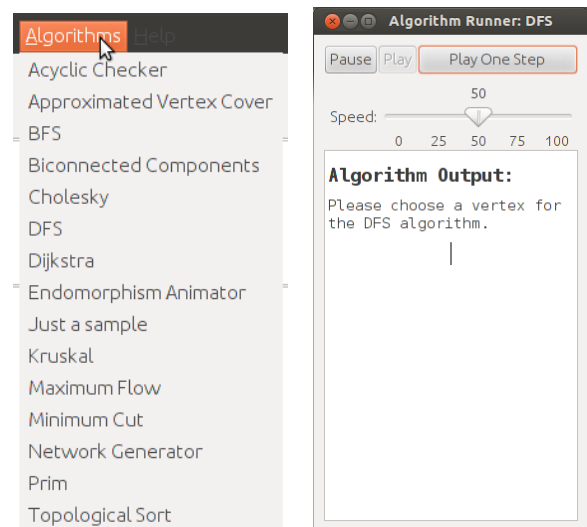 Algorithms Help
Acyclic Checker
Approximated Vertex Cover
BFS
Biconnected Components
Cholesky
DFS
Dijkstra
Endomorphism Animator
Just a sample
Kruskal
Maximum Flow
Minimum Cut
Network Generator
Prim
Topological Sort
Algorithm Runner: DFS
Pause Play Play One Step
50
Speed:
0 25 50 75 100
Algorithm Output:
Please choose a vertex for
the DFS algorithm.